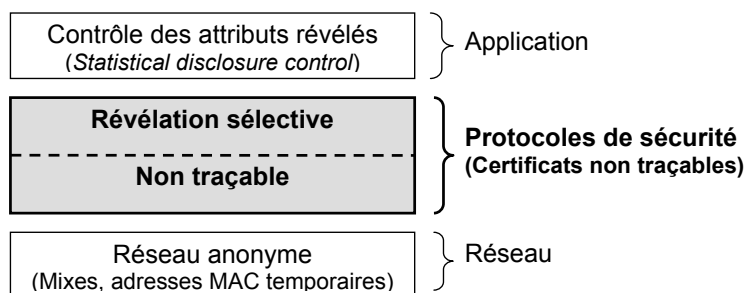 Contrôle des attributs révélés
(Statistical disclosure control)
Application
Révélation sélective
Non traçable
Protocoles de sécurité
(Certificats non traçables)
Réseau anonyme
(Mixes, adresses MAC temporaires)
Réseau